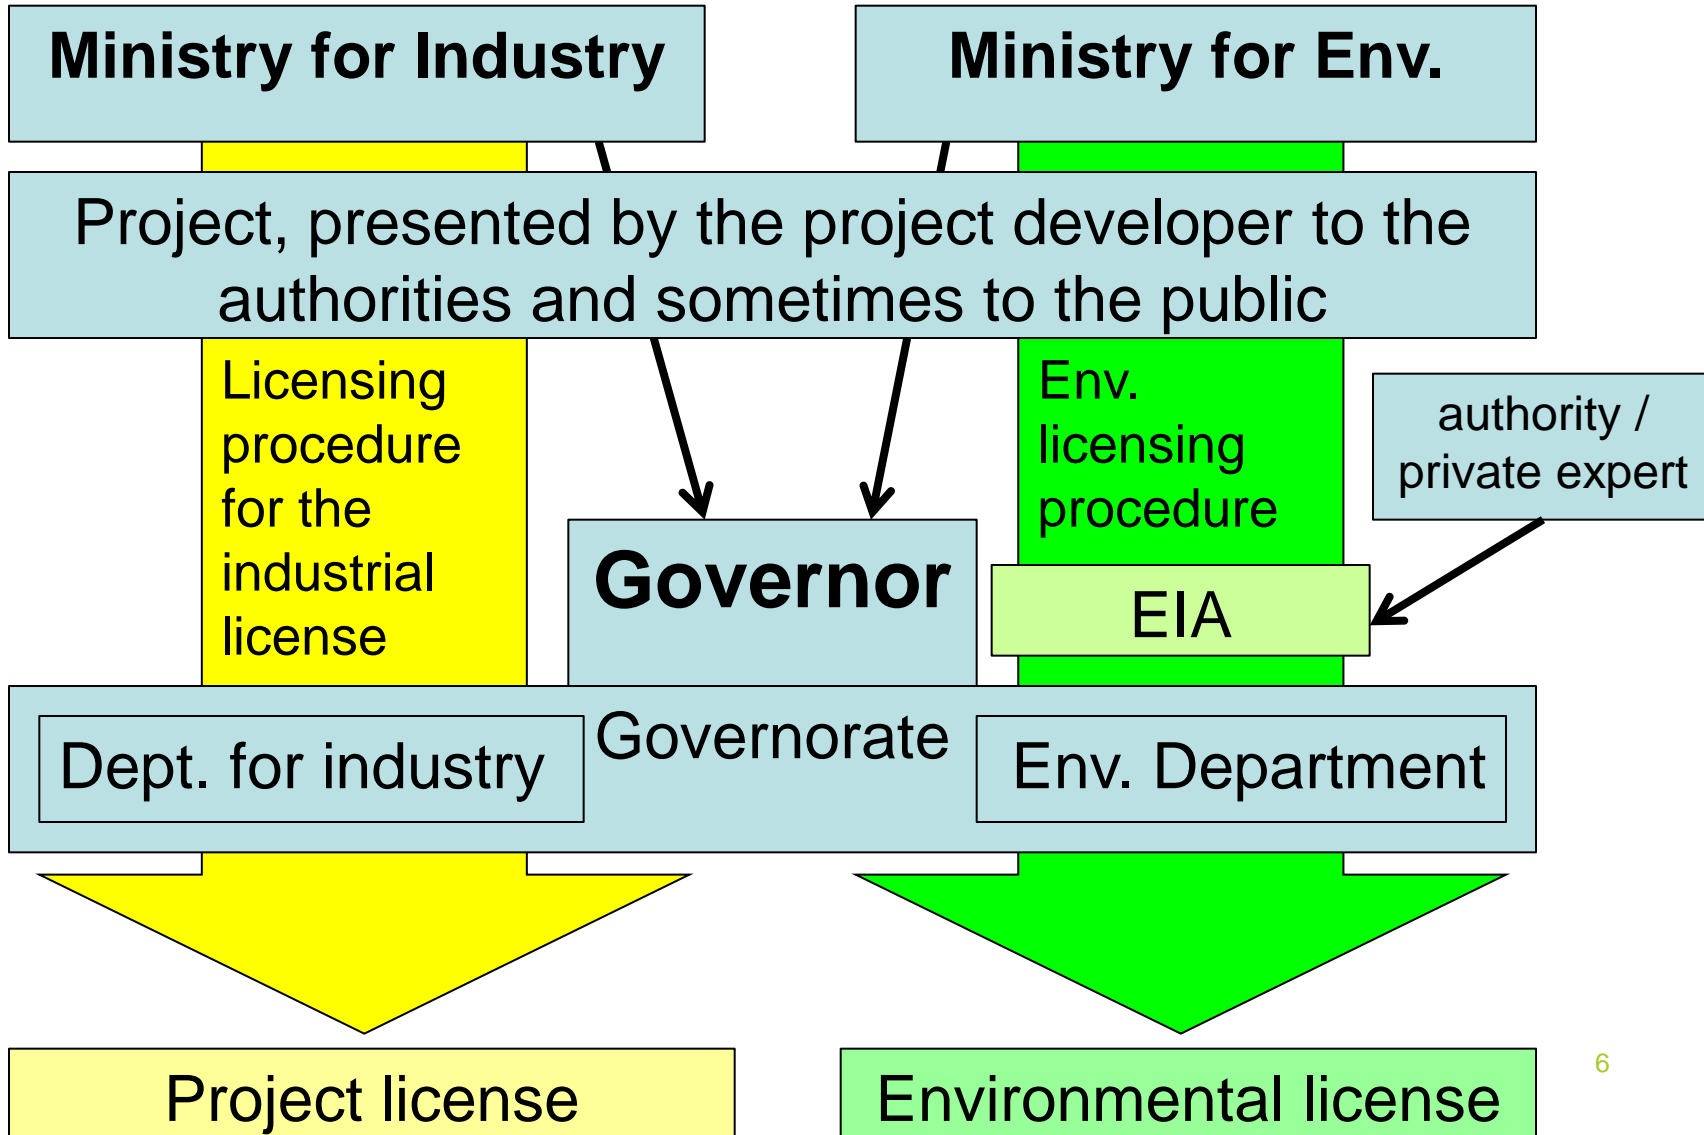 Ministry for Industry
Ministry for Env.
Project, presented by the project developer to the
authorities and sometimes to the public
Licensing
procedure
for the
industrial
license
Env.
licensing
procedure
authority /
private expert
Governor
EIA
Governorate
Dept. for industry
Env. Department
Project license
Environmental license
6